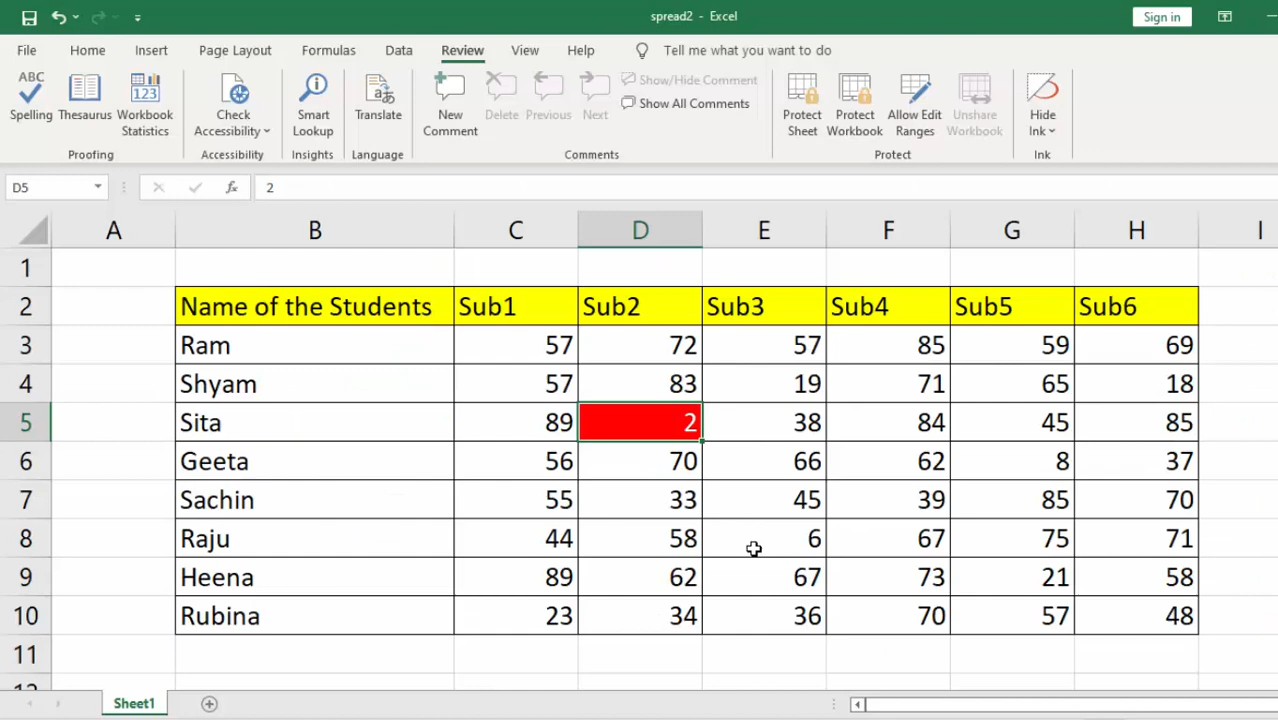 spread2 - Excel
Sign in
File Home Insert Page Layout Formulas Data Review View Help Tell me what you want to do
ABC
Spelling
Thesaurus
123
Workbook Statistics
Proofing
Check Accessibility
Accessibility
Smart Lookup
Insights
Translate
Language
New Comment
Delete
Previous
Next
Show/Hide Comment
Show All Comments
Comments
Protect Sheet
Protect Workbook
Allow Edit Ranges
Unshare Workbook
Protect
Hide Ink
Ink
D5 fx 2
A B C D E F G H I
1
2 Name of the Students Sub1 Sub2 Sub3 Sub4 Sub5 Sub6
3 Ram 57 72 57 85 59 69
4 Shyam 57 83 19 71 65 18
5 Sita 89 2 38 84 45 85
6 Geeta 56 70 66 62 8 37
7 Sachin 55 33 45 39 85 70
8 Raju 44 58 6 67 75 71
9 Heena 89 62 67 73 21 58
10 Rubina 23 34 36 70 57 48
11
Sheet1